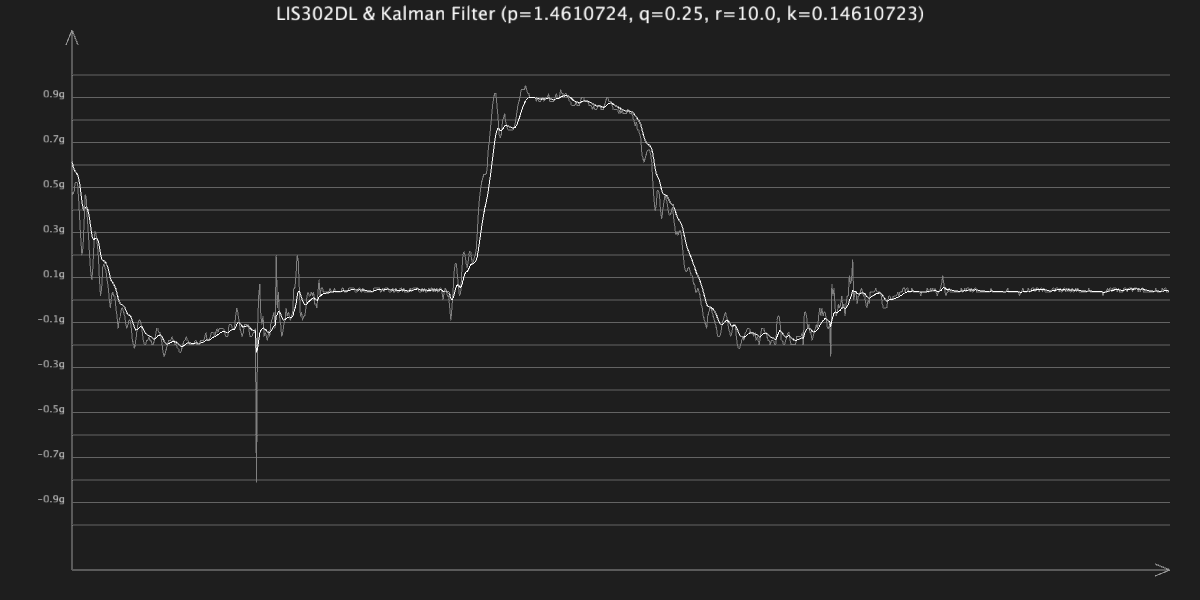 LIS302DL & Kalman Filter (p=1.4610724, q=0.25, r=10.0, k=0.14610723)
0.9g
0.7g
0.5g
0.3g
0.1g
-0.1g
-0.3g
-0.5g
-0.7g
-0.9g